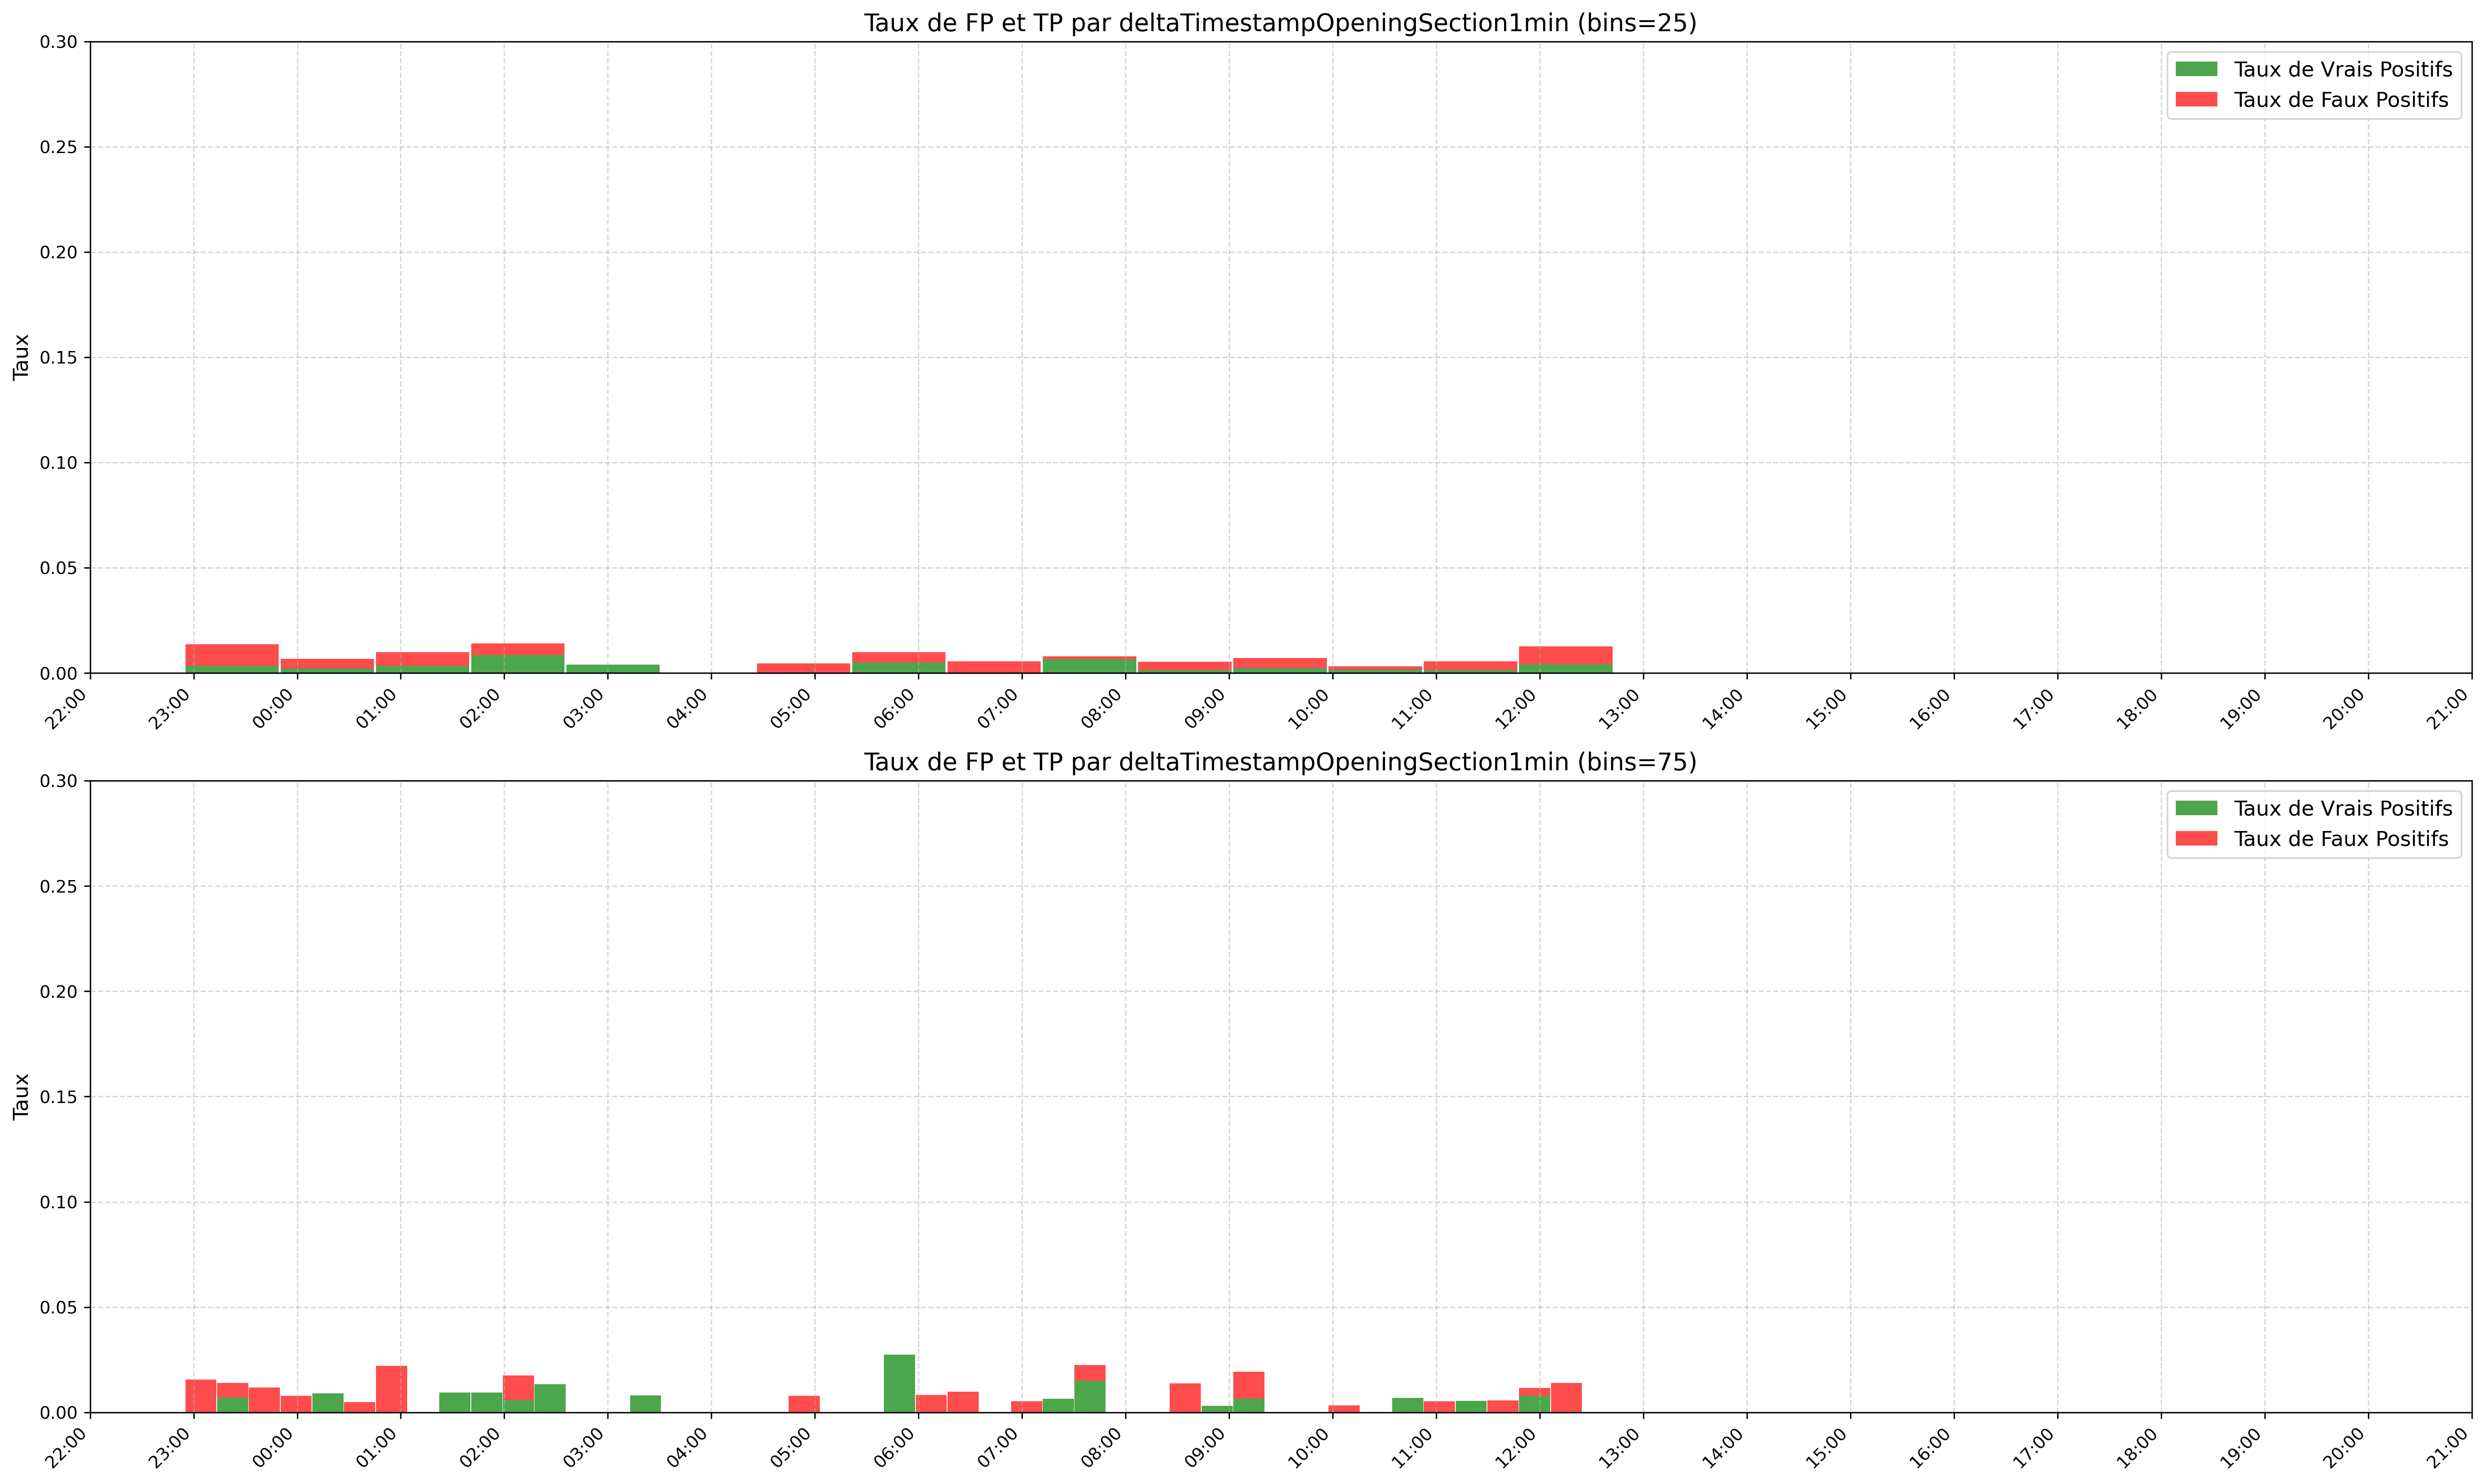 Taux de FP et TP par deltaTimestampOpeningSection1min (bins=25)
0.30
0.25
0.20
0.15
0.10
0.05
0.00
Taux
Taux de Vrais Positifs
Taux de Faux Positifs
22:00 23:00 00:00 01:00 02:00 03:00 04:00 05:00 06:00 07:00 08:00 09:00 10:00 11:00 12:00 13:00 14:00 15:00 16:00 17:00 18:00 19:00 20:00 21:00
Taux de FP et TP par deltaTimestampOpeningSection1min (bins=75)
0.30
0.25
0.20
0.15
0.10
0.05
0.00
Taux
Taux de Vrais Positifs
Taux de Faux Positifs
22:00 23:00 00:00 01:00 02:00 03:00 04:00 05:00 06:00 07:00 08:00 09:00 10:00 11:00 12:00 13:00 14:00 15:00 16:00 17:00 18:00 19:00 20:00 21:00